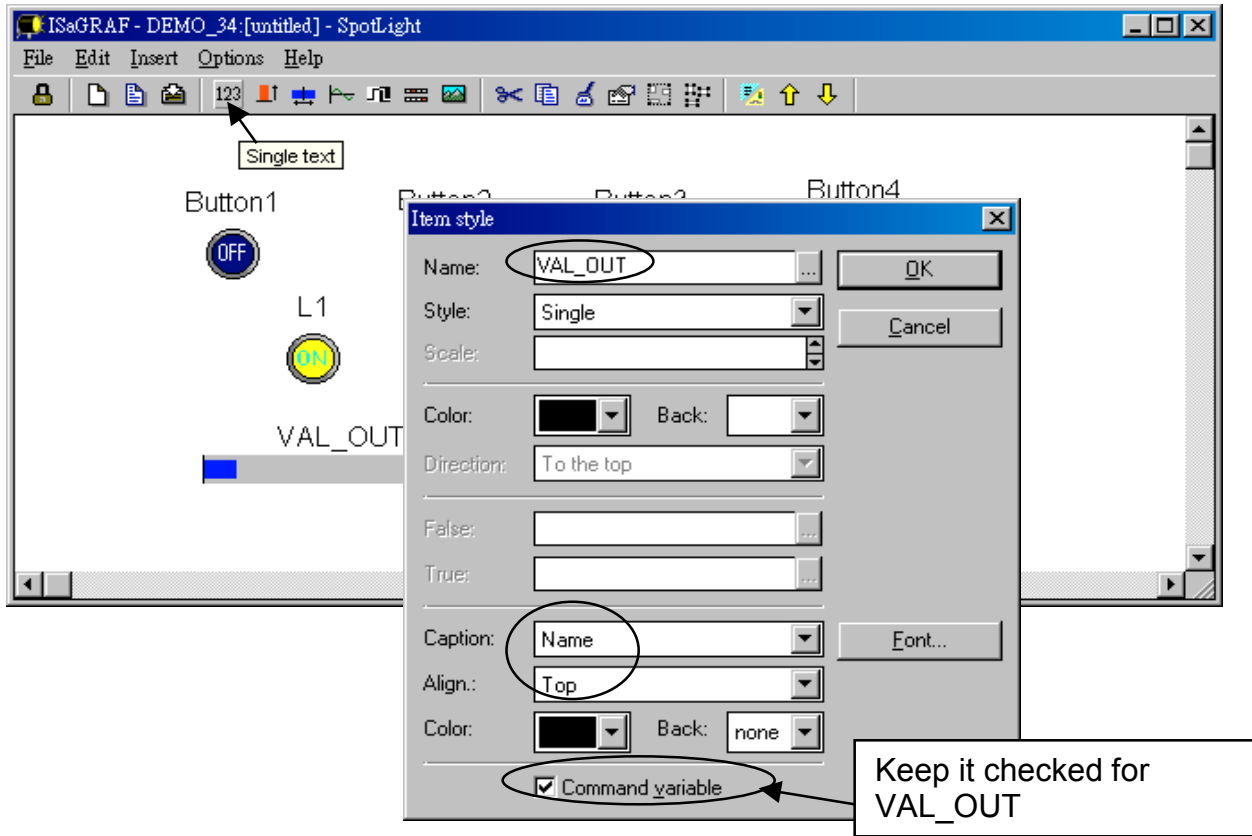 ISaGRAF - DEMO_34:[untitled] - SpotLight
File Edit Insert Options Help
123
Single text
Button1
Button2
Button3
Button4
OFF
L1
ON
VAL_OUT
Item style
Name: VAL_OUT ...
OK
Style: Single
Cancel
Scale:
Color: Back:
Direction: To the top
False: ...
True: ...
Caption: Name
Font...
Align.: Top
Color: Back: none
Command variable
Keep it checked for
VAL_OUT